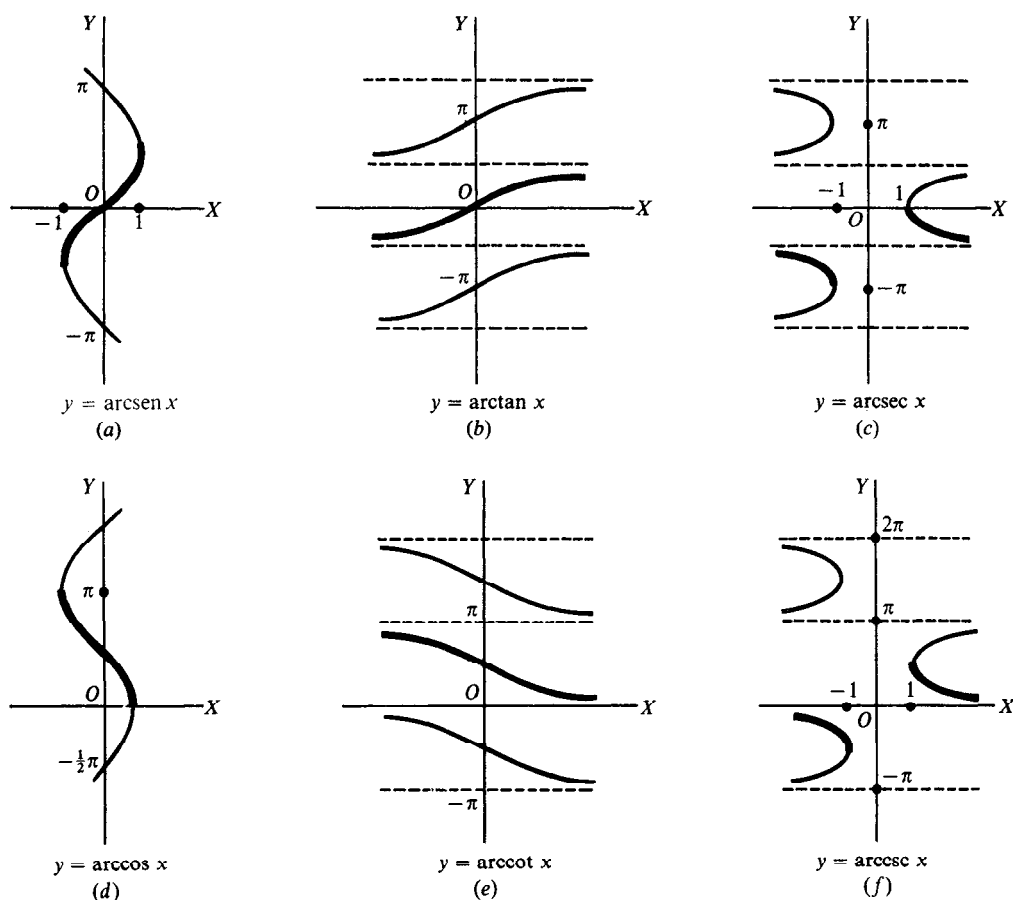 Y
π
O
−1
1
X
−π
y = arcsen x
(a)
Y
π
O
X
−π
y = arctan x
(b)
Y
π
−1
1
O
X
−π
y = arcsec x
(c)
Y
π
O
X
−½π
y = arccos x
(d)
Y
π
O
X
−π
y = arccot x
(e)
Y
2π
π
−1
1
O
X
−π
y = arccsc x
(f)